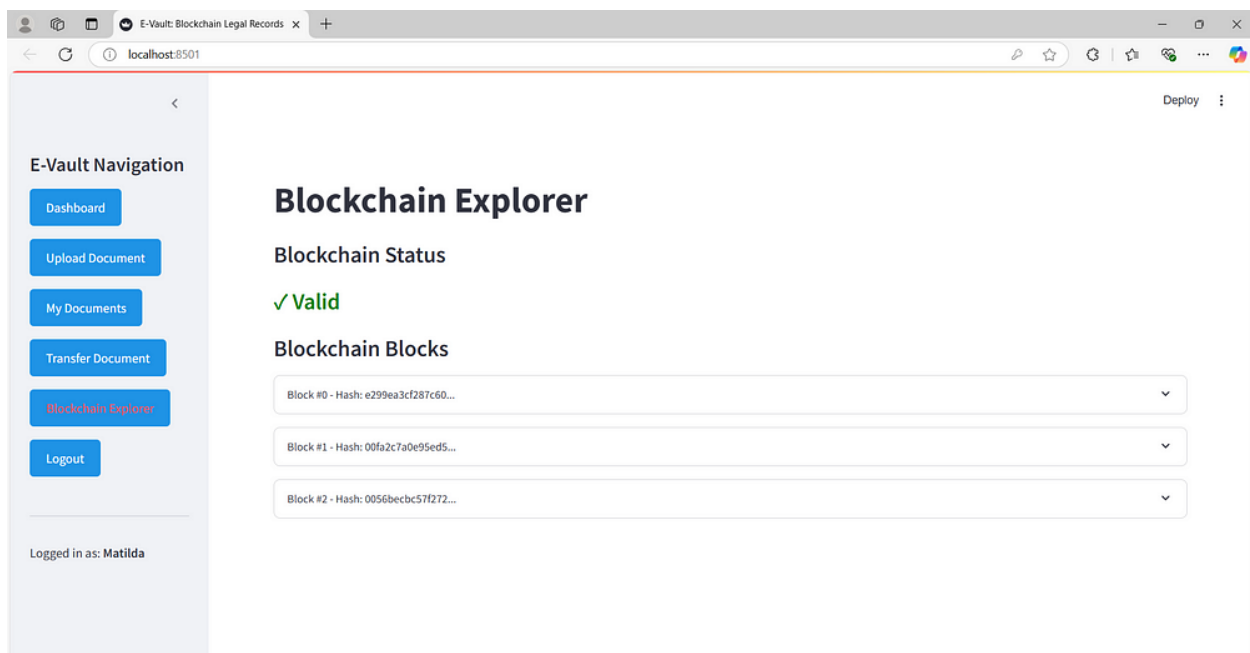 E-Vault: Blockchain Legal Records
localhost:8501
Deploy
E-Vault Navigation
Dashboard
Upload Document
My Documents
Transfer Document
Blockchain Explorer
Logout
Logged in as: Matilda
Blockchain Explorer
Blockchain Status
✓ Valid
Blockchain Blocks
Block #0 - Hash: e299ea3cf287c60...
Block #1 - Hash: 00fa2c7a0e95ed5...
Block #2 - Hash: 0056becbc57f272...